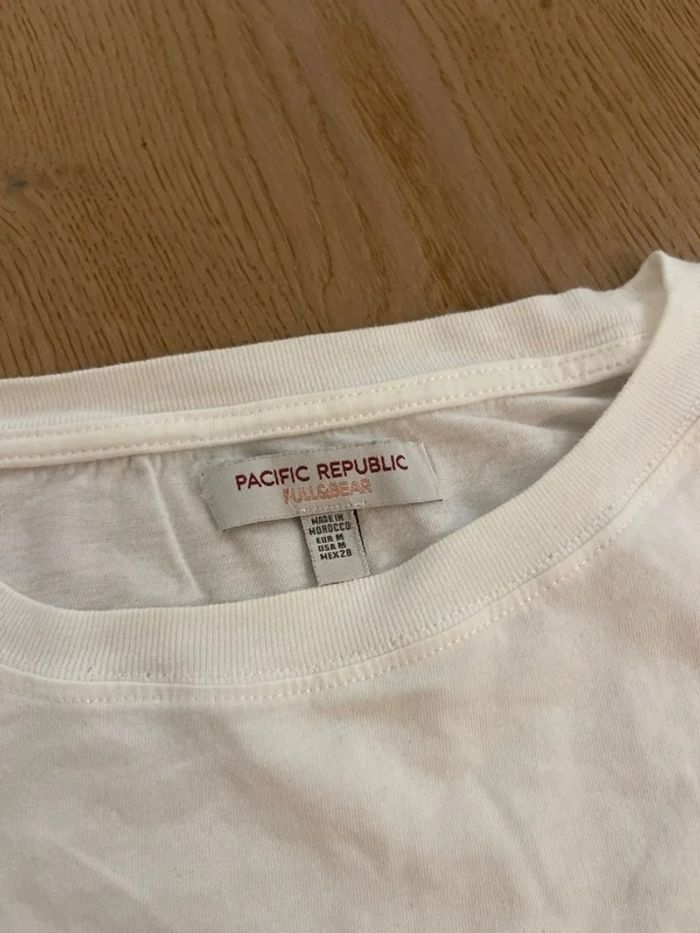 PACIFIC REPUBLIC
PULL&BEAR
MADE IN
MOROCCO
EUR M
USA M
MEX28